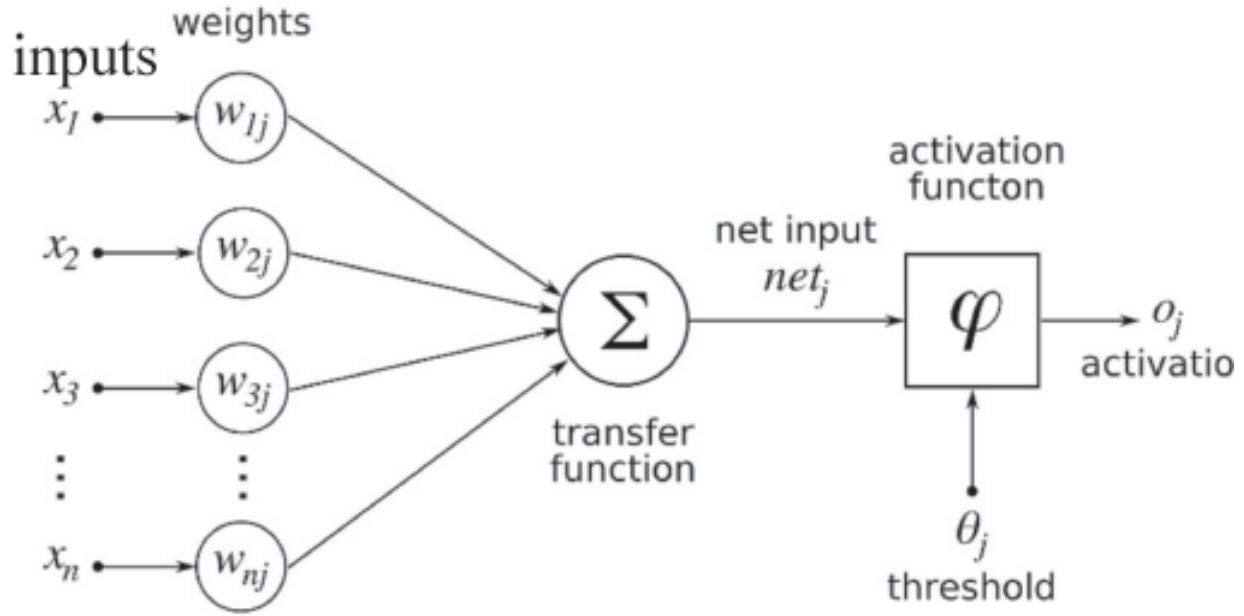 weights
inputs
x₁
w₁ⱼ
x₂
w₂ⱼ
x₃
w₃ⱼ
⋮ ⋮
xₙ
wₙⱼ
Σ
transfer
function
net input
netⱼ
activation
functon
φ
oⱼ
activatio
θⱼ
threshold